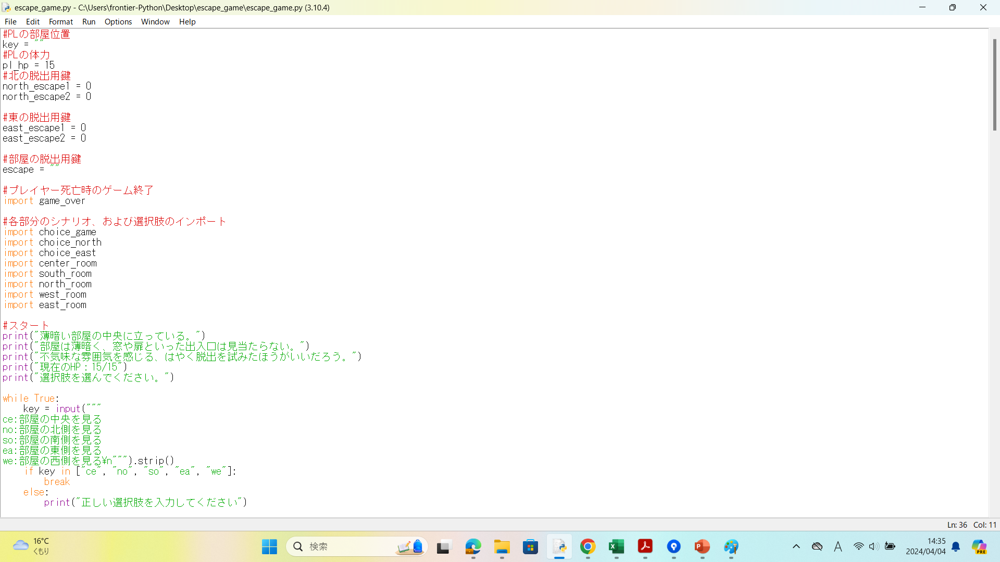 escape_game.py - C:\Users\frontier-Python\Desktop\escape_game\escape_game.py (3.10.4)
File Edit Format Run Options Window Help
#PLの部屋位置
key = ""
#PLの体力
pl_hp = 15
#北の脱出用鍵
north_escape1 = 0
north_escape2 = 0
#東の脱出用鍵
east_escape1 = 0
east_escape2 = 0
#部屋の脱出用鍵
escape = ""
#プレイヤー死亡時のゲーム終了
import game_over
#各部分のシナリオ、および選択肢のインポート
import choice_game
import choice_north
import choice_east
import center_room
import south_room
import north_room
import west_room
import east_room
#スタート
print("薄暗い部屋の中央に立っている。")
print("部屋は薄暗く、窓や扉といった出入口は見当たらない。")
print("不気味な雰囲気を感じる、はやく脱出を試みたほうがいいだろう。")
print("現在のHP：15/15")
print("選択肢を選んでください。")
while True:
    key = input("""
ce:部屋の中央を見る
no:部屋の北側を見る
so:部屋の南側を見る
ea:部屋の東側を見る
we:部屋の西側を見る¥n""").strip()
    if key in ["ce", "no", "so", "ea", "we"]:
        break
    else:
        print("正しい選択肢を入力してください")
Ln: 36 Col: 11
16°C
くもり
検索
A
14:35
2024/04/04
PRE